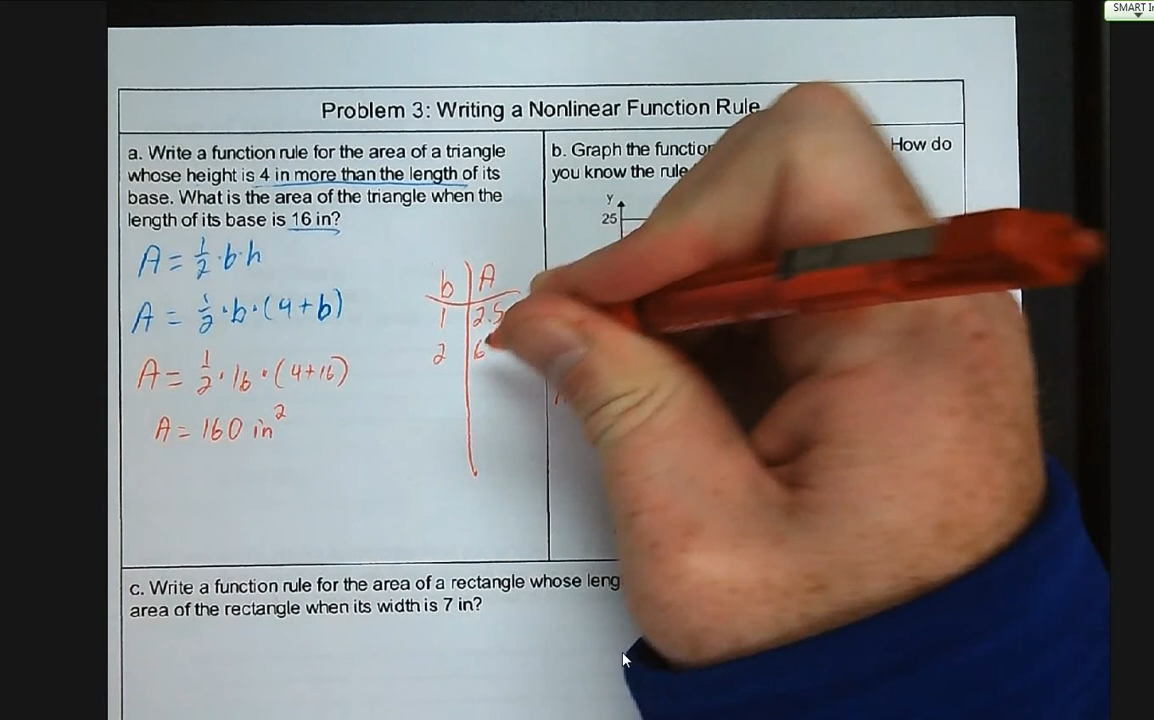 SMART
Problem 3: Writing a Nonlinear Function Rule
a. Write a function rule for the area of a triangle
whose height is 4 in more than the length of its
base. What is the area of the triangle when the
length of its base is 16 in?
A = 1/2 · b · h
A = 1/2 · b · (4+b)
A = 1/2 · 16 · (4+16)
A = 160 in²
b | A
1 | 2.5
2 | 6
b. Graph the How do
you know the rule
y
25
c. Write a function rule for the area of a rectangle whose
area of the rectangle when its width is 7 in?